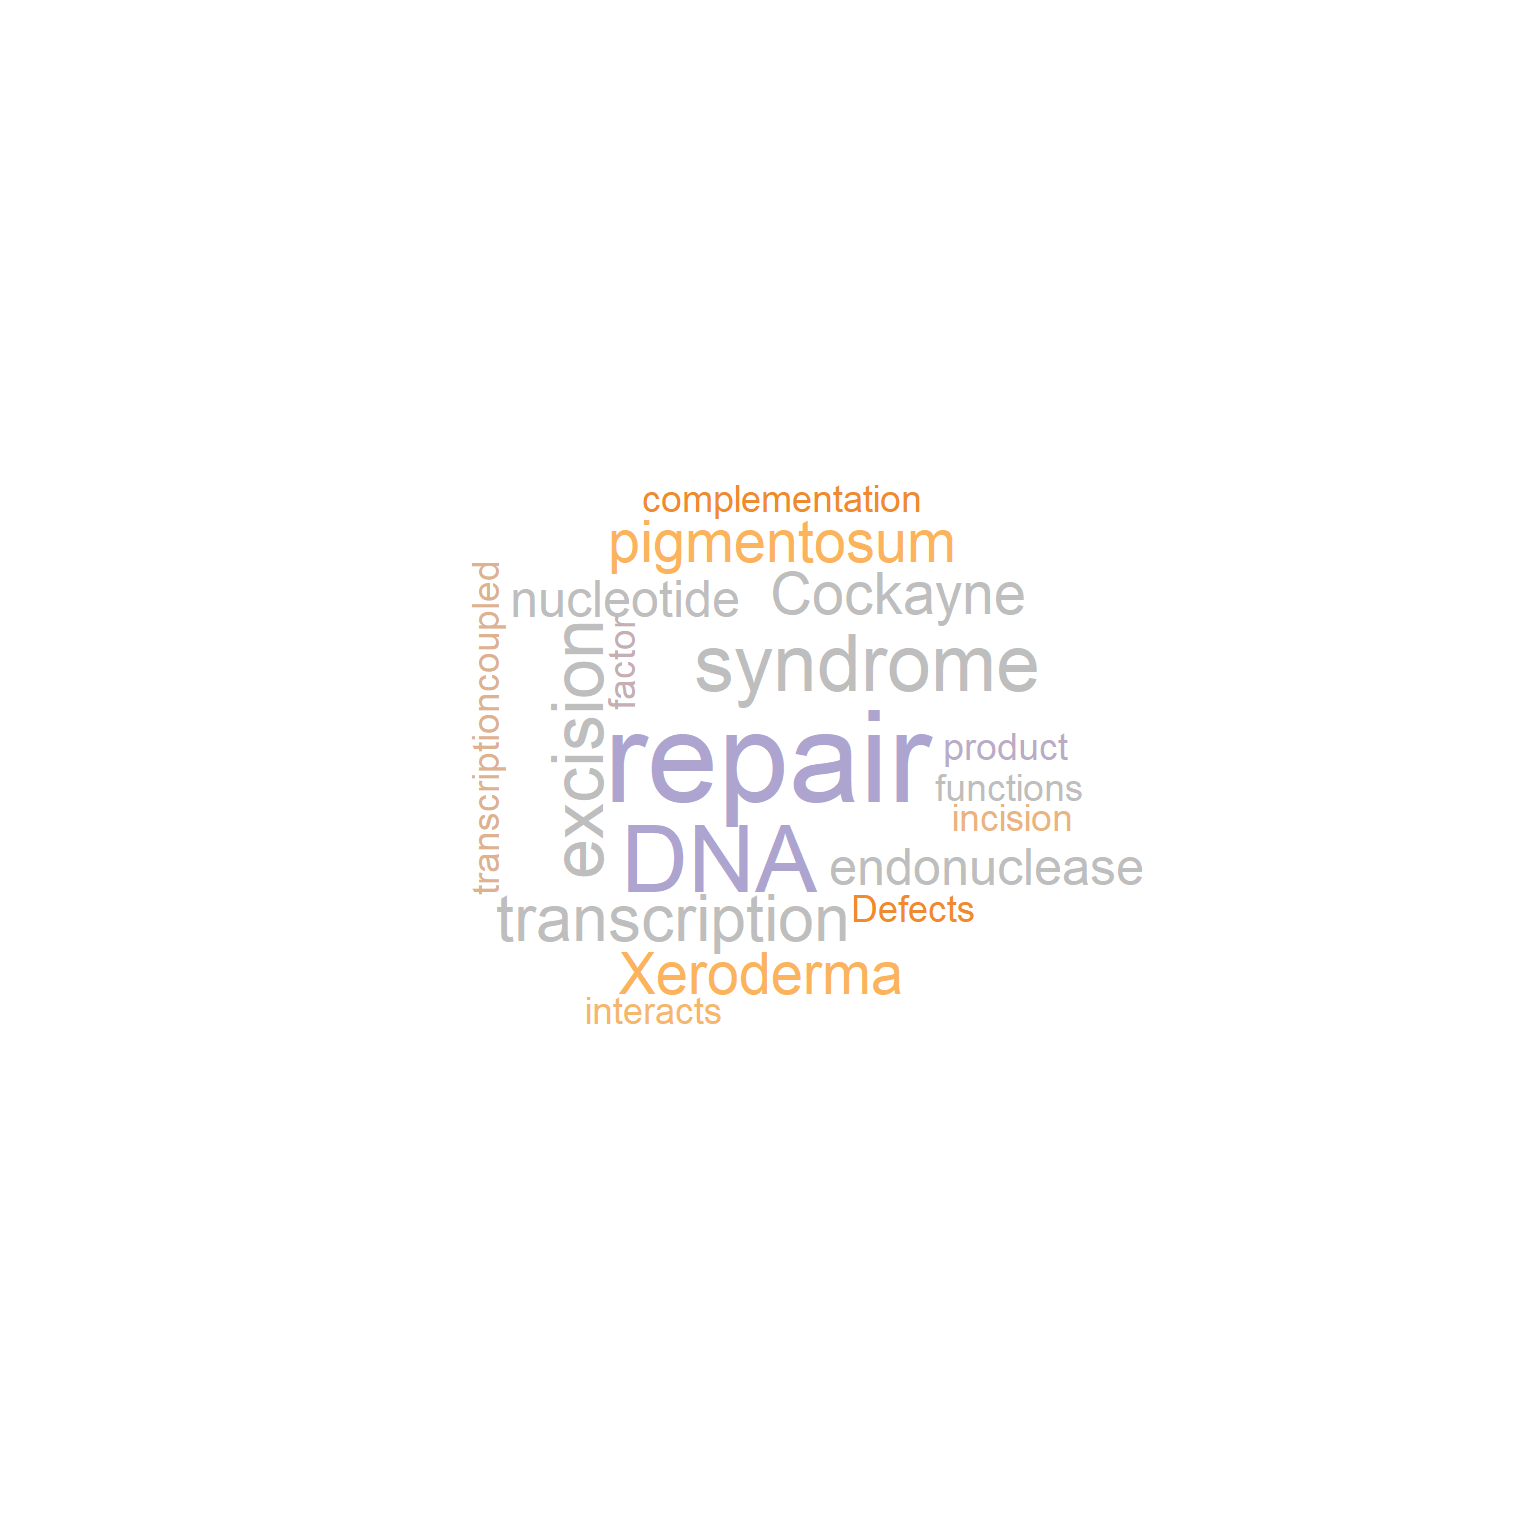 complementation
pigmentosum
nucleotide
Cockayne
transcriptioncoupled
excision
factor
syndrome
repair
product
functions
incision
DNA
endonuclease
transcription
Defects
Xeroderma
interacts